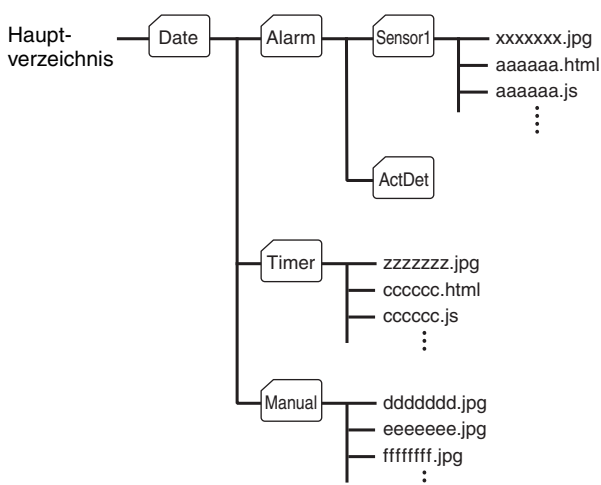 Haupt-
verzeichnis
Date
Alarm
Sensor1
xxxxxxx.jpg
aaaaaa.html
aaaaaa.js
ActDet
Timer
zzzzzzz.jpg
cccccc.html
cccccc.js
Manual
ddddddd.jpg
eeeeeee.jpg
ffffffff.jpg